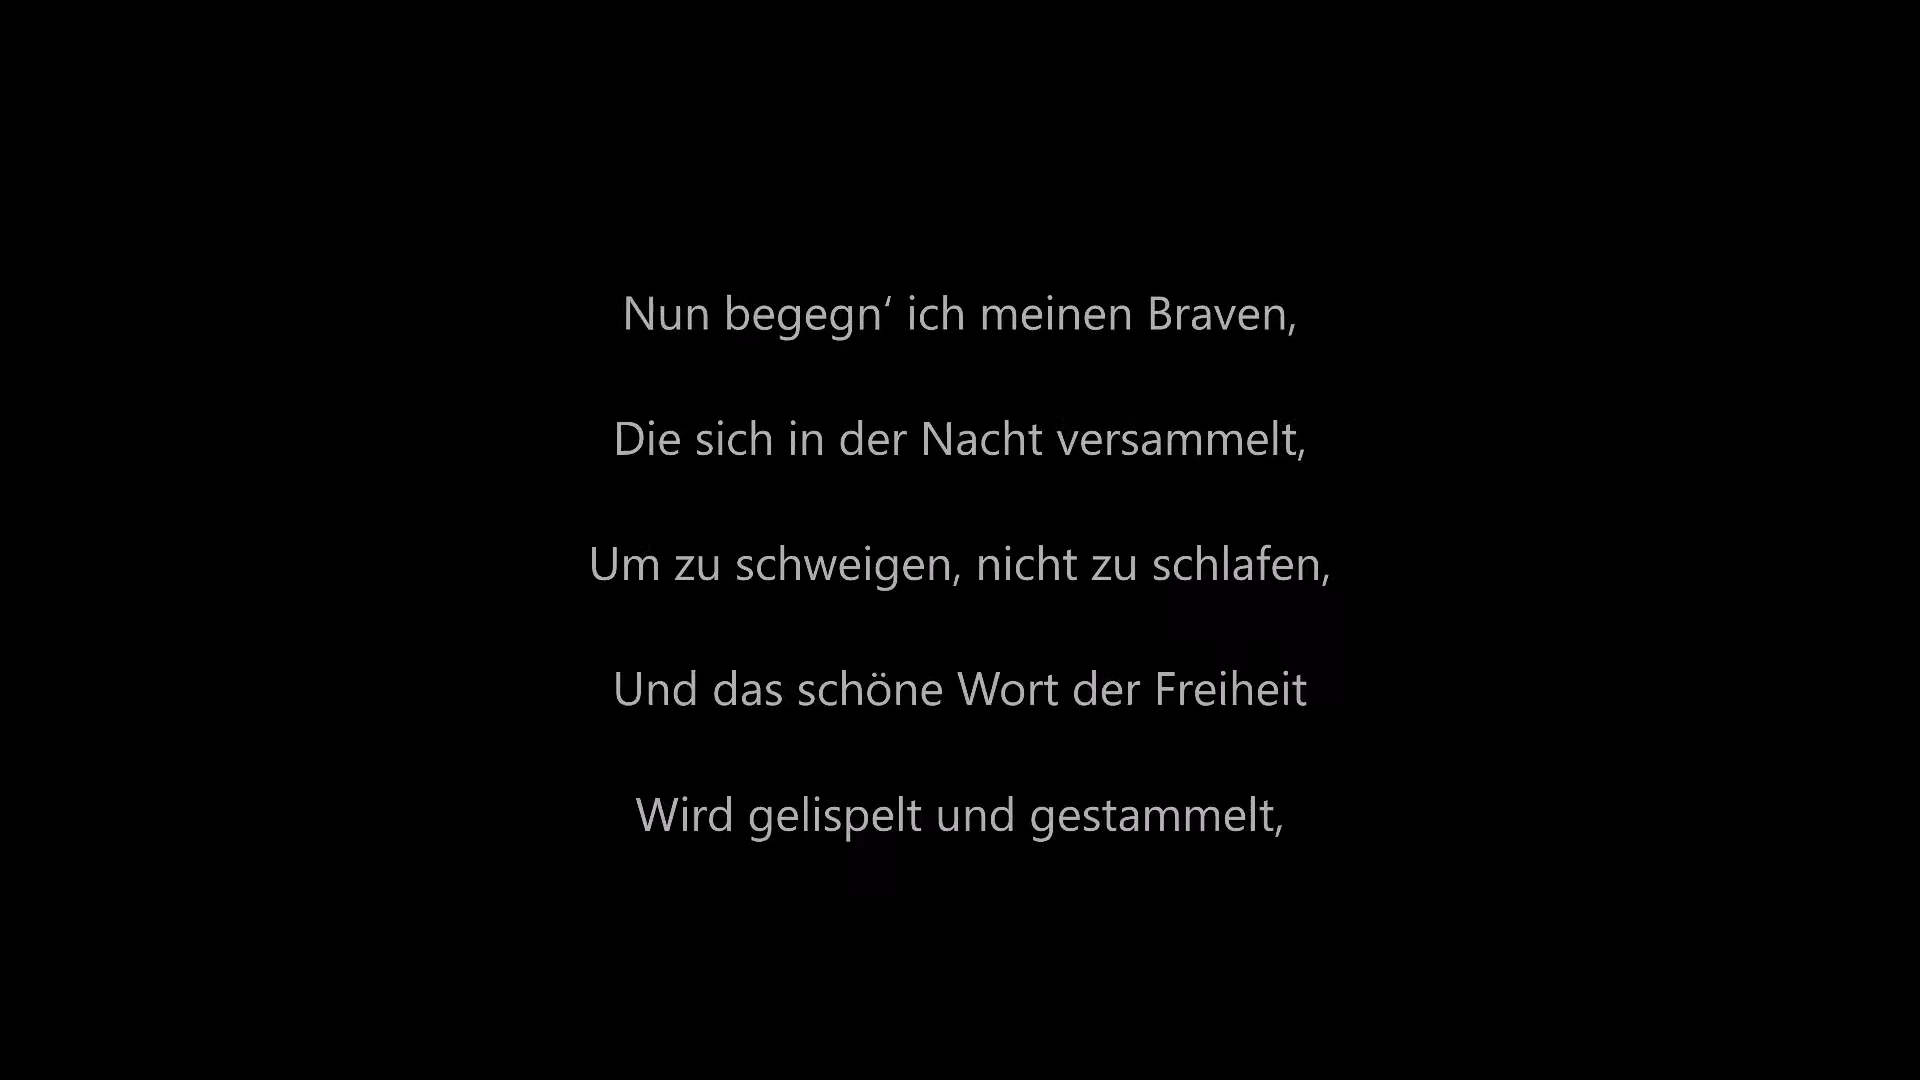 Nun begegn‘ ich meinen Braven,
Die sich in der Nacht versammelt,
Um zu schweigen, nicht zu schlafen,
Und das schöne Wort der Freiheit
Wird gelispelt und gestammelt,